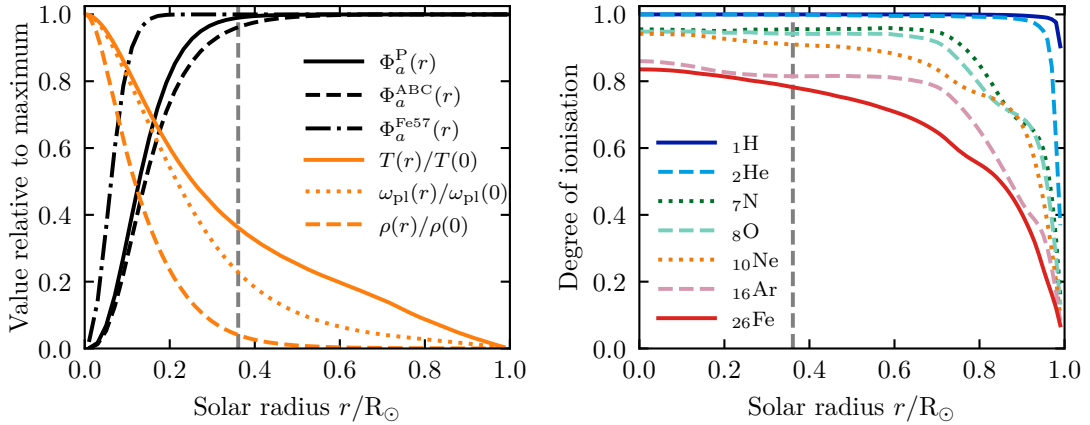 Value relative to maximum
1.0
0.8
0.6
0.4
0.2
0.0
Φ_a^P(r)
Φ_a^ABC(r)
Φ_a^Fe57(r)
T(r)/T(0)
ω_pl(r)/ω_pl(0)
ρ(r)/ρ(0)
0.0 0.2 0.4 0.6 0.8 1.0
Solar radius r/R_⊙
Degree of ionisation
1.0
0.8
0.6
0.4
0.2
0.0
₁H
₂He
₇N
₈O
₁₀Ne
₁₆Ar
₂₆Fe
0.0 0.2 0.4 0.6 0.8 1.0
Solar radius r/R_⊙